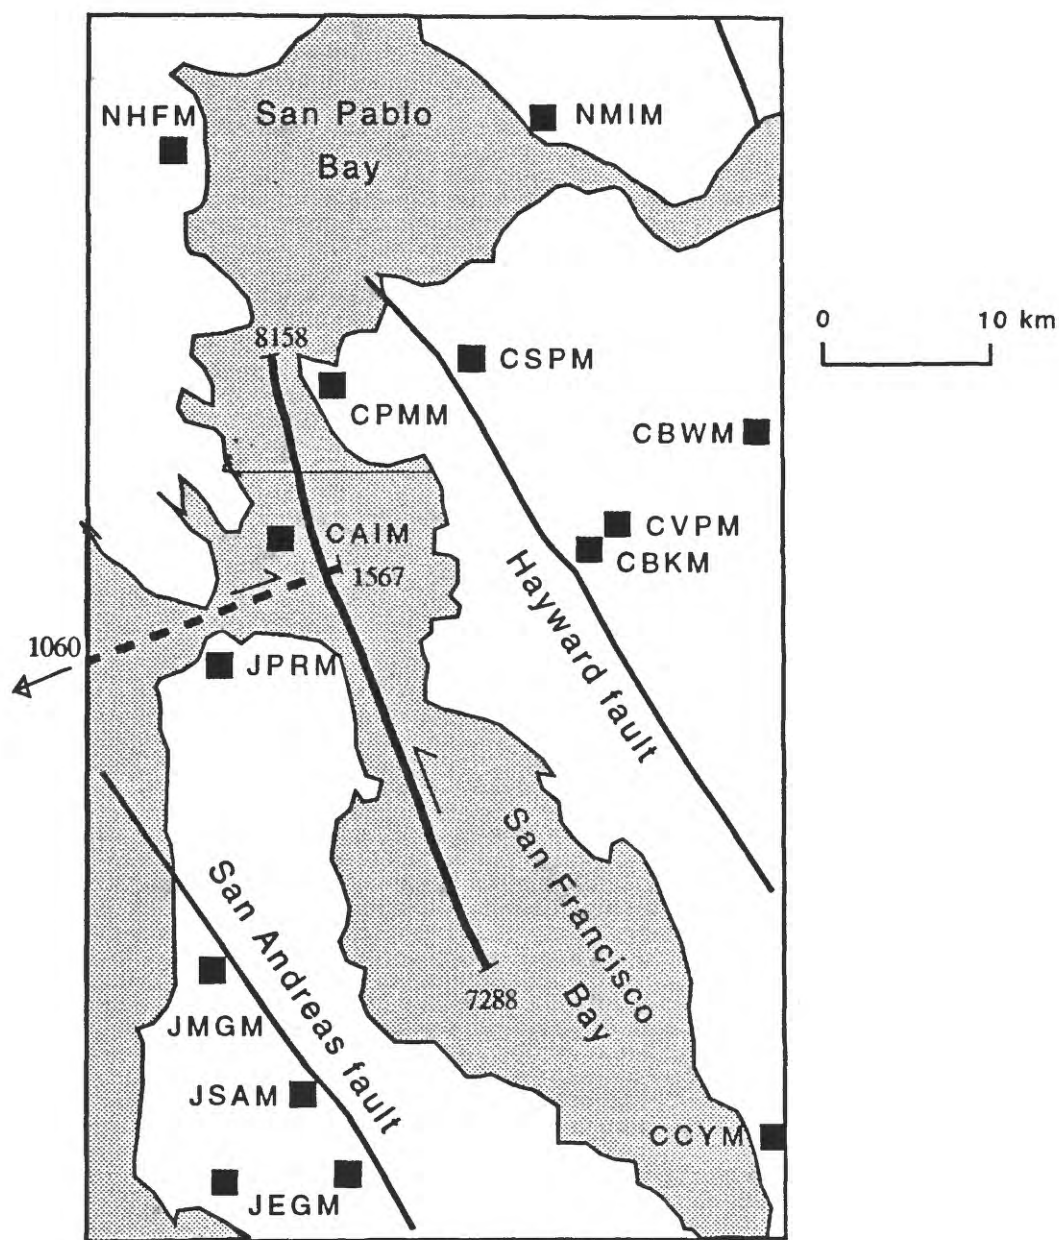 San Pablo
Bay
NHFM
NMIM
0 10 km
8158
CSPM
CPMM
CBWM
CAIM
CVPM
CBKM
1567
Hayward fault
1060
JPRM
San Francisco
Bay
San Andreas fault
7288
JMGM
JSAM
CCYM
JEGM